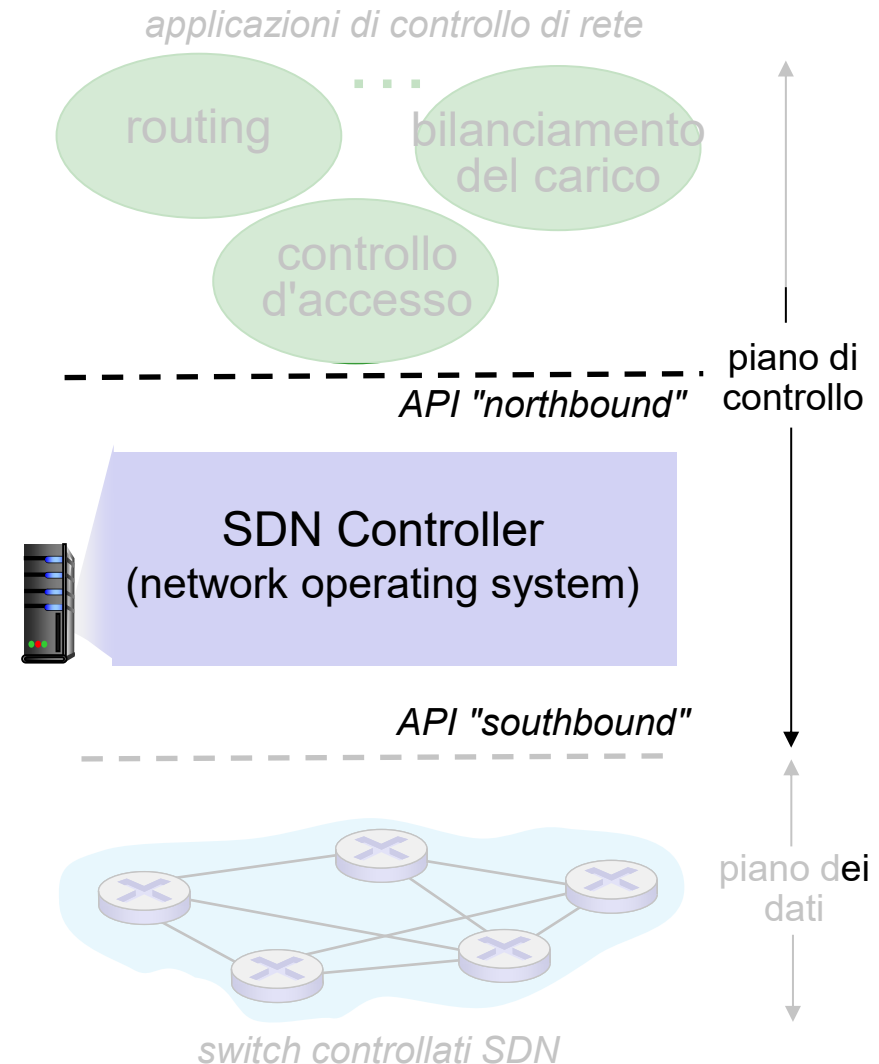 applicazioni di controllo di rete
...
routing
bilanciamento
del carico
controllo
d'accesso
piano di
controllo
API "northbound"
SDN Controller
(network operating system)
API "southbound"
piano dei
dati
switch controllati SDN